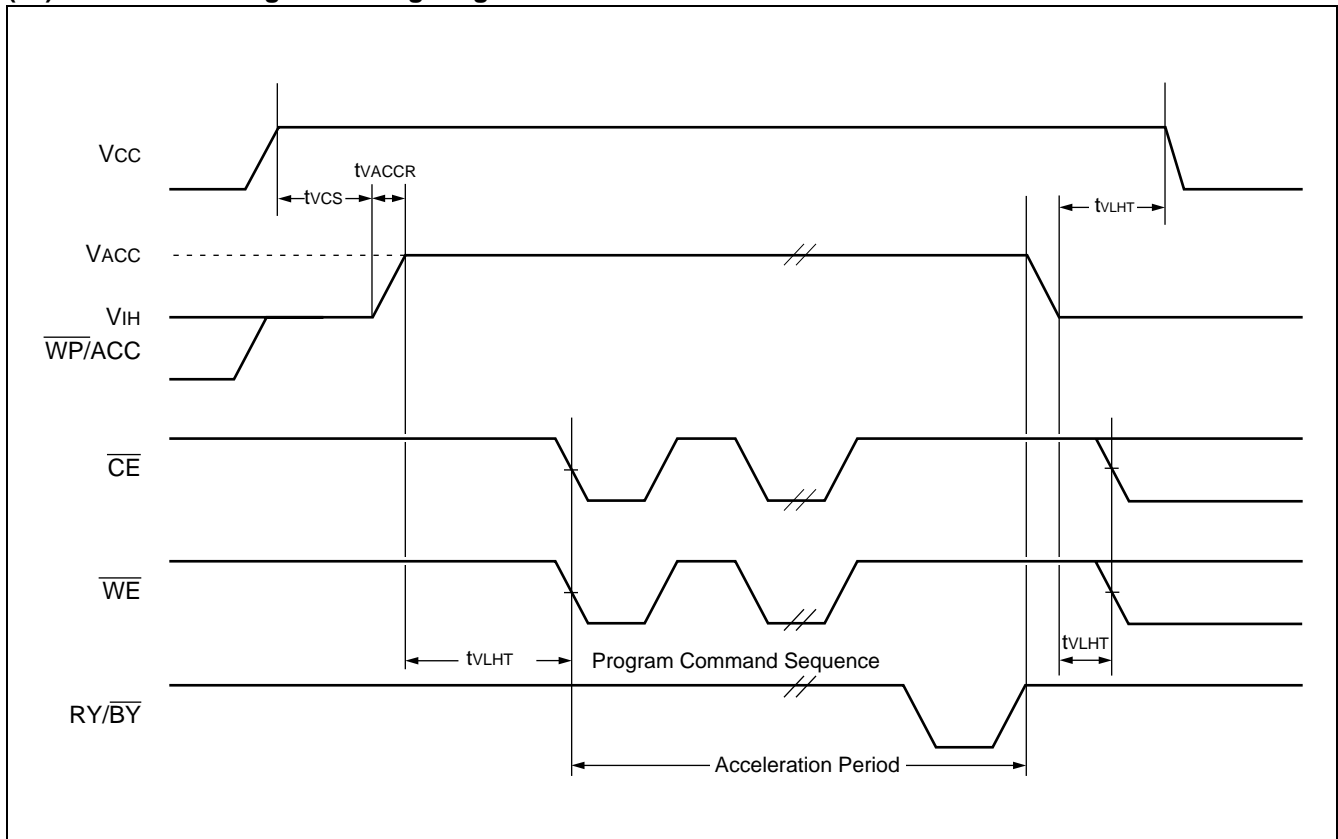 VCC
tVACCR
tVCS
tVLHT
VACC
VIH
WP/ACC
CE
WE
tVLHT
Program Command Sequence
tVLHT
RY/BY
Acceleration Period